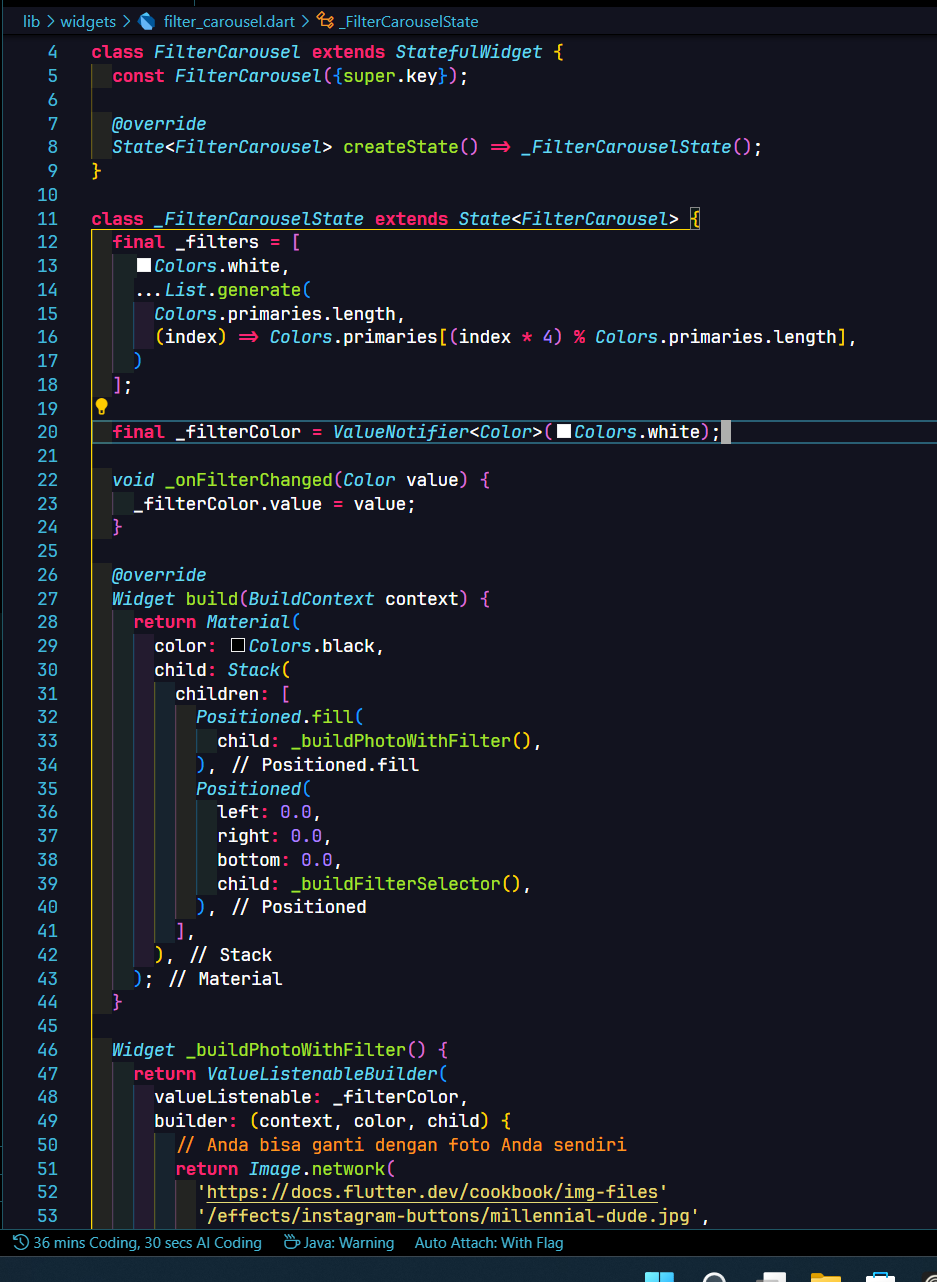 lib > widgets > filter_carousel.dart > _FilterCarouselState
4 class FilterCarousel extends StatefulWidget {
5   const FilterCarousel({super.key});
6
7   @override
8   State<FilterCarousel> createState() => _FilterCarouselState();
9 }
10
11 class _FilterCarouselState extends State<FilterCarousel> {
12   final _filters = [
13     Colors.white,
14     ...List.generate(
15       Colors.primaries.length,
16       (index) => Colors.primaries[(index * 4) % Colors.primaries.length],
17     )
18   ];
19
20   final _filterColor = ValueNotifier<Color>(Colors.white);
21
22   void _onFilterChanged(Color value) {
23     _filterColor.value = value;
24   }
25
26   @override
27   Widget build(BuildContext context) {
28     return Material(
29       color: Colors.black,
30       child: Stack(
31         children: [
32           Positioned.fill(
33             child: _buildPhotoWithFilter(),
34           ), // Positioned.fill
35           Positioned(
36             left: 0.0,
37             right: 0.0,
38             bottom: 0.0,
39             child: _buildFilterSelector(),
40           ), // Positioned
41         ],
42       ), // Stack
43     ); // Material
44   }
45
46   Widget _buildPhotoWithFilter() {
47     return ValueListenableBuilder(
48       valueListenable: _filterColor,
49       builder: (context, color, child) {
50         // Anda bisa ganti dengan foto Anda sendiri
51         return Image.network(
52           'https://docs.flutter.dev/cookbook/img-files'
53           '/effects/instagram-buttons/millennial-dude.jpg',
36 mins Coding, 30 secs AI Coding Java: Warning Auto Attach: With Flag